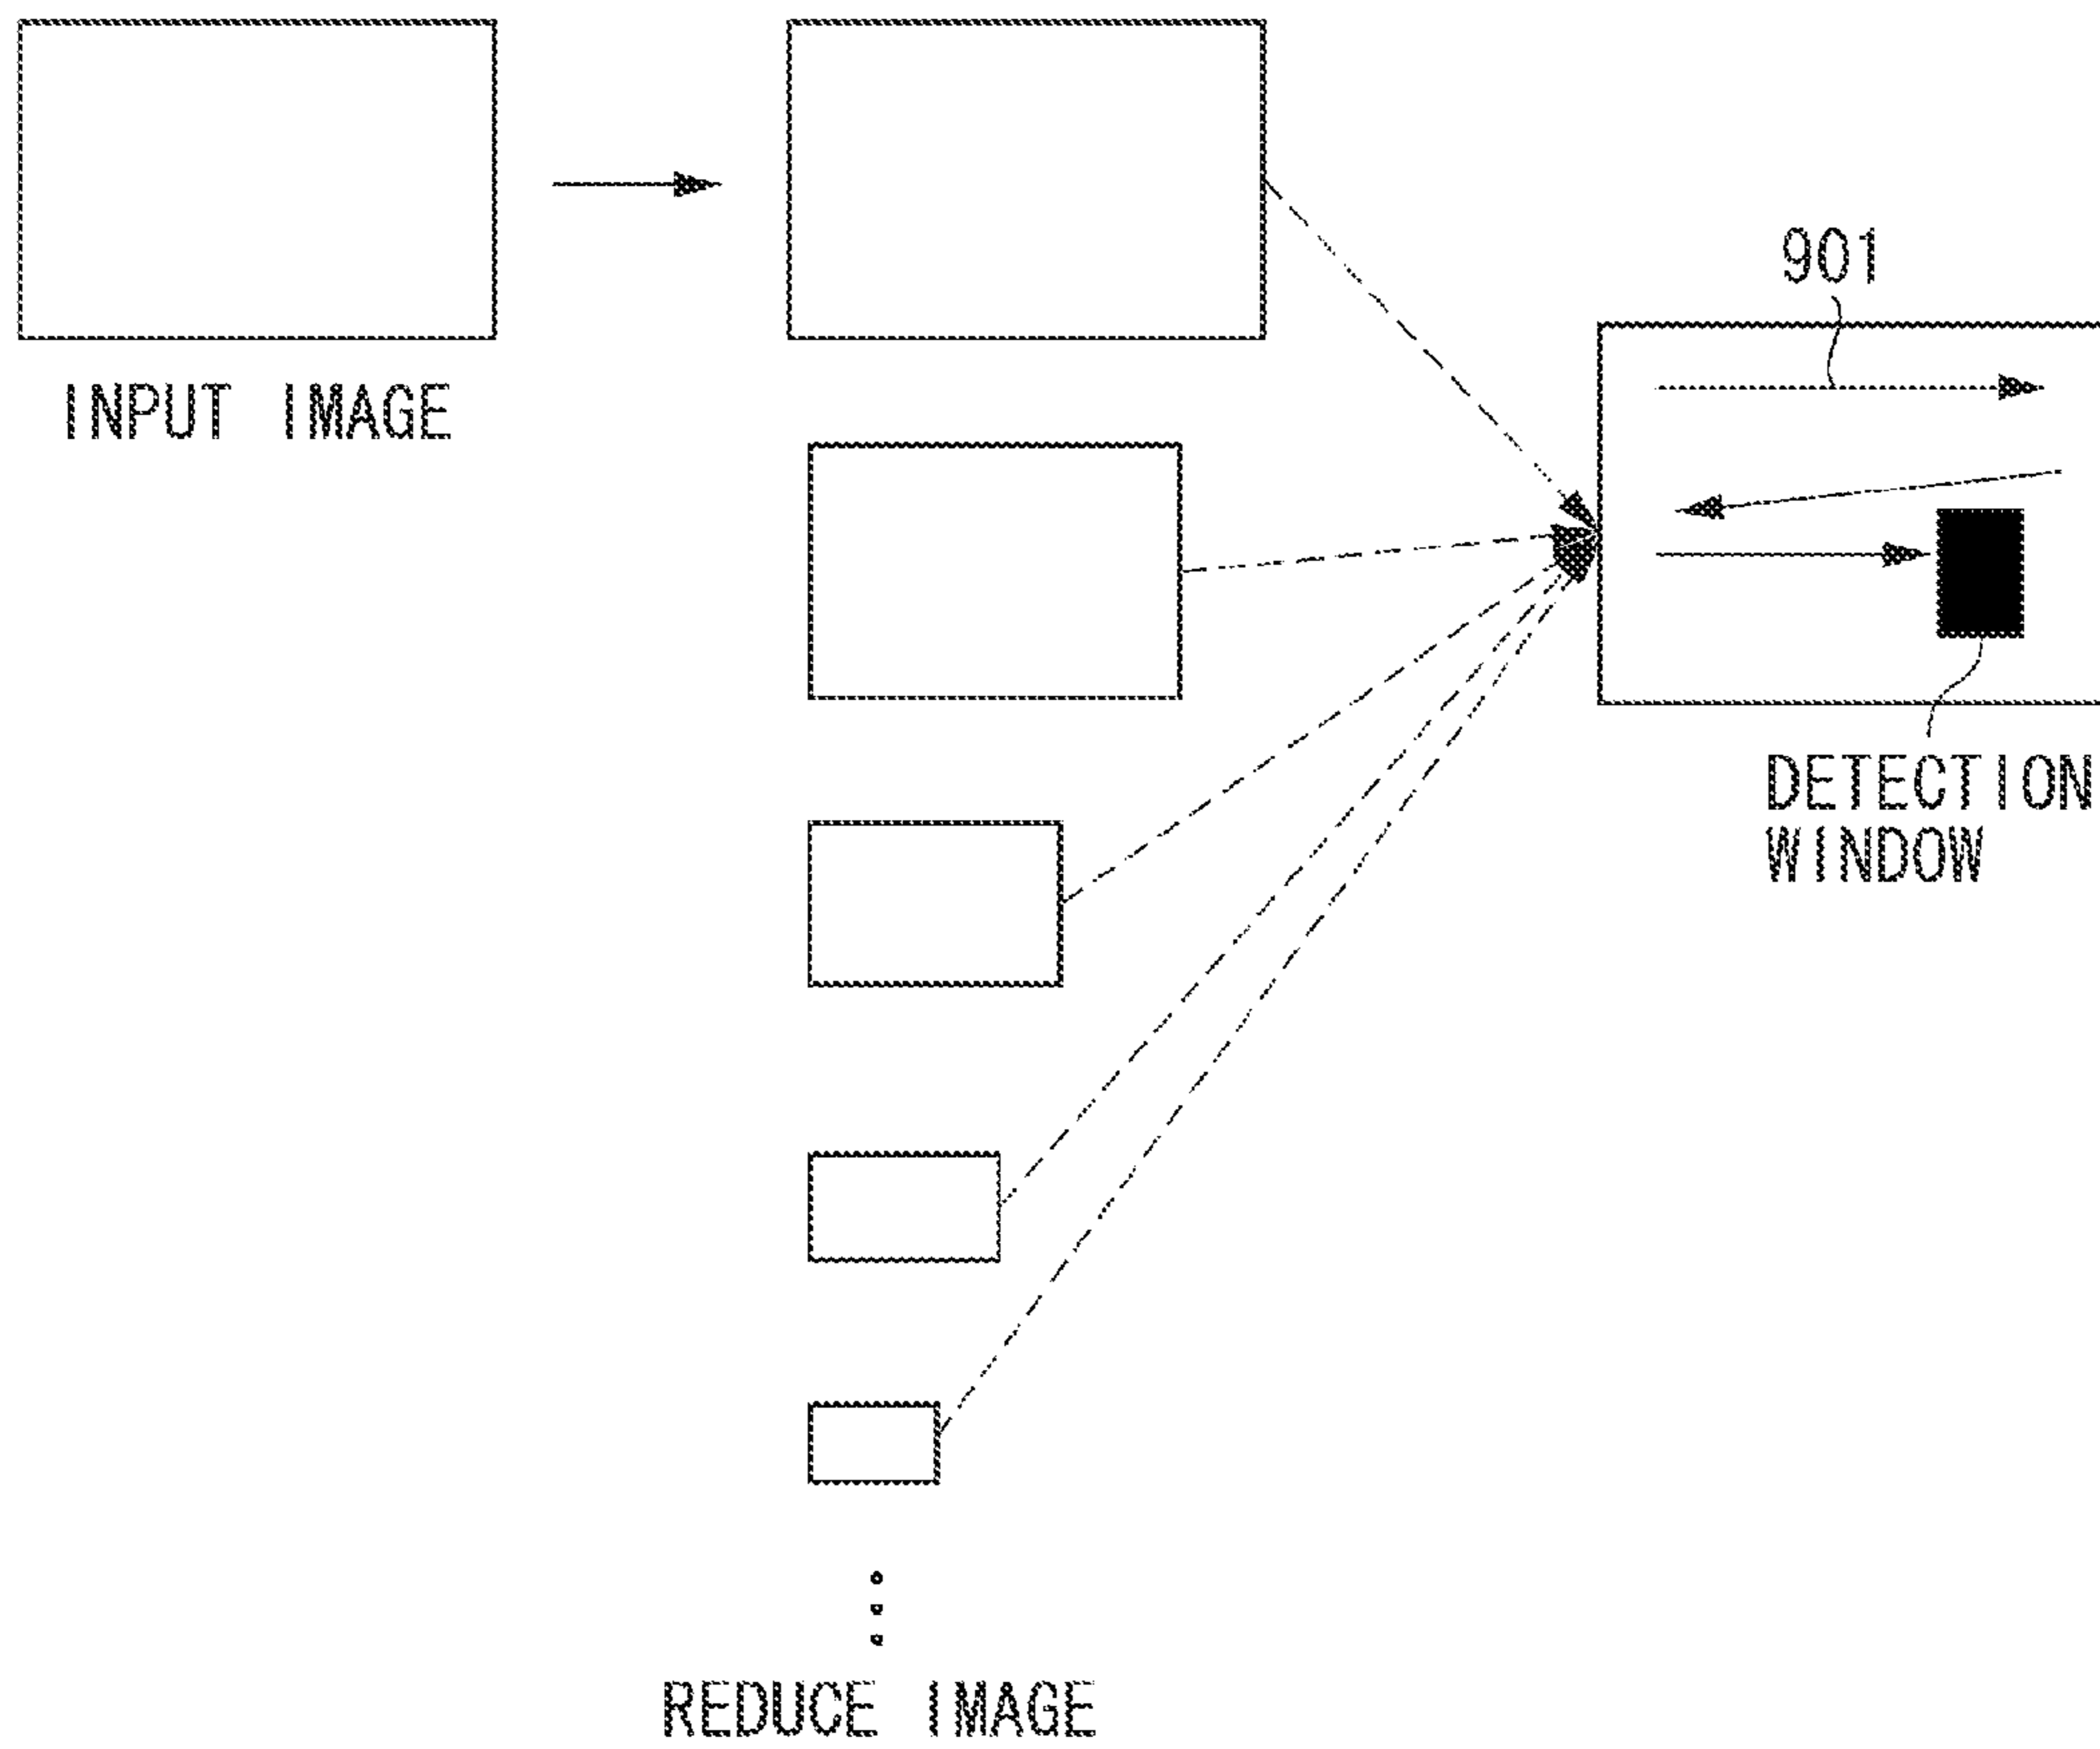 INPUT IMAGE
901
DETECTION
WINDOW
REDUCE IMAGE